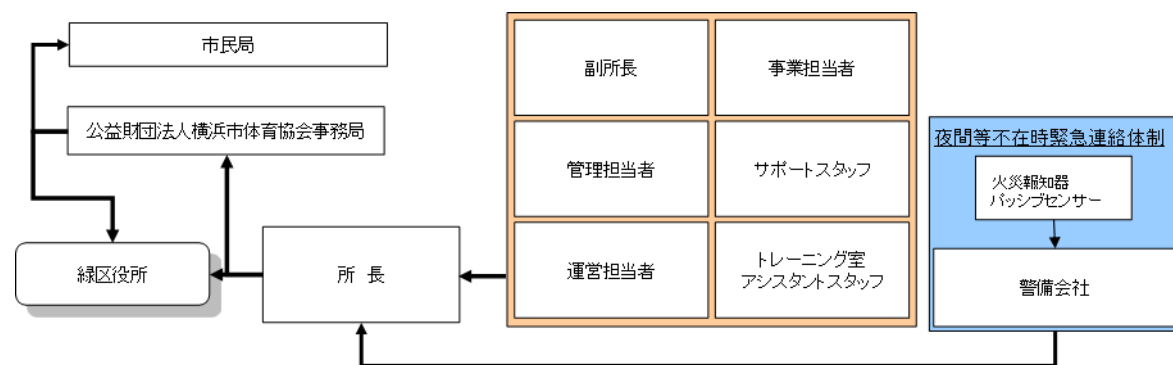 市民局
公益財団法人横浜市体育協会事務局
緑区役所
所 長
副所長
事業担当者
管理担当者
サポートスタッフ
運営担当者
トレーニング室
アシスタントスタッフ
夜間等不在時緊急連絡体制
火災報知器
パッシブセンサー
警備会社